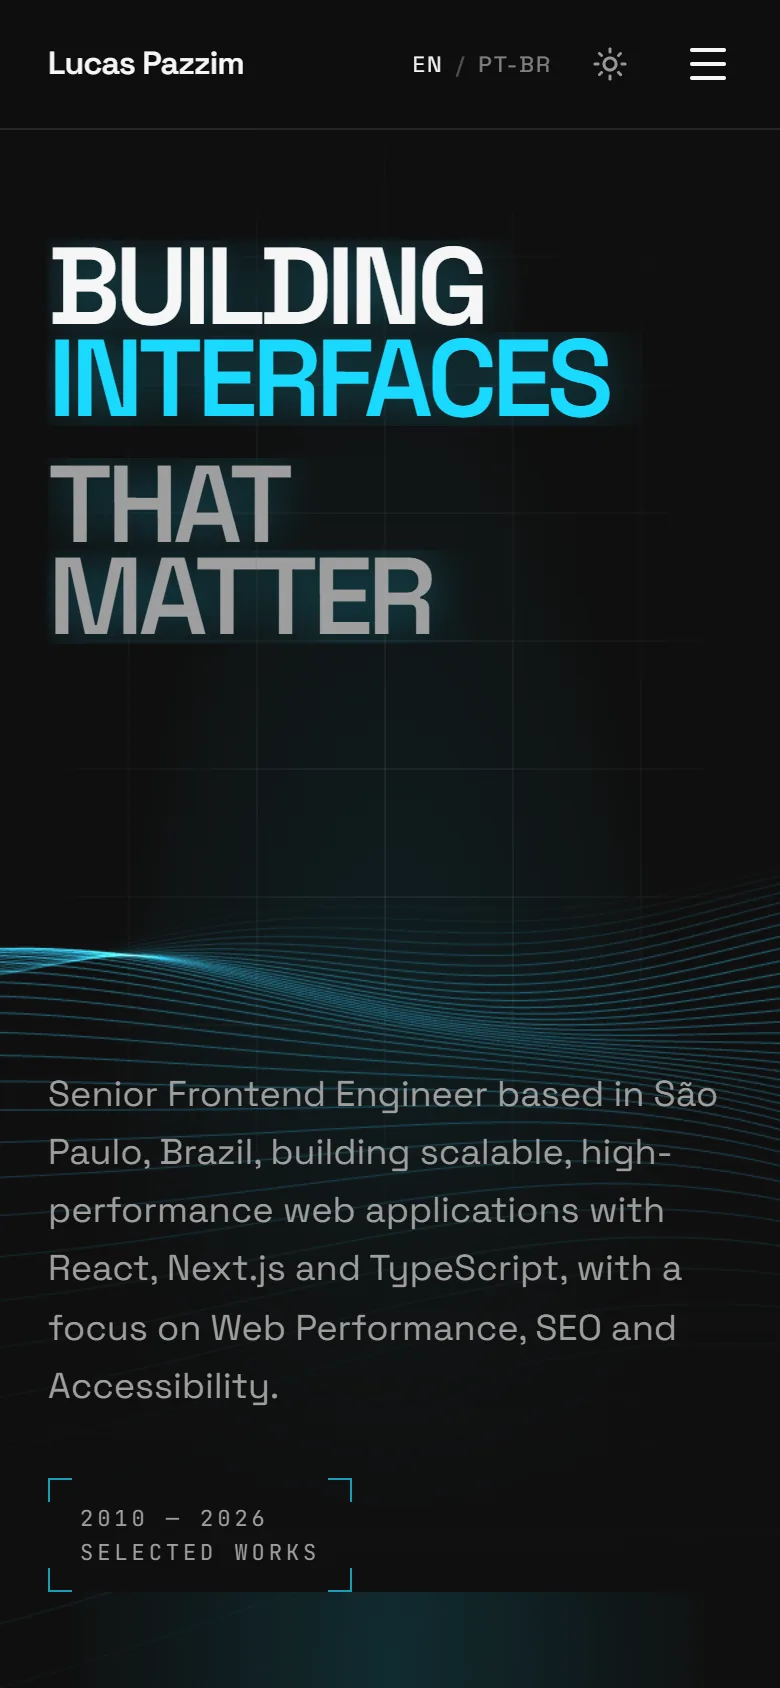 Lucas Pazzim
EN / PT-BR
BUILDING
INTERFACES
THAT
MATTER
Senior Frontend Engineer based in São
Paulo, Brazil, building scalable, high-
performance web applications with
React, Next.js and TypeScript, with a
focus on Web Performance, SEO and
Accessibility.
2010 — 2026
SELECTED WORKS